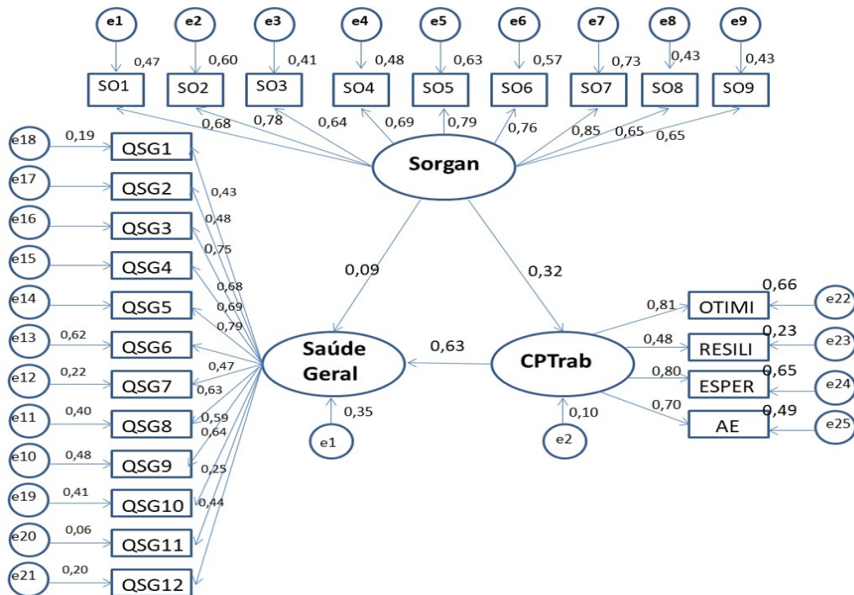 e1 e2 e3 e4 e5 e6 e7 e8 e9
0,47 0,60 0,41 0,48 0,63 0,57 0,73 0,43 0,43
SO1 SO2 SO3 SO4 SO5 SO6 SO7 SO8 SO9
0,68 0,78 0,64 0,69 0,79 0,76 0,85 0,65 0,65
Sorgan
e18 0,19 QSG1
e17 QSG2
e16 QSG3
e15 QSG4
e14 QSG5
e13 0,62 QSG6
e12 0,22 QSG7
e11 0,40 QSG8
e10 0,48 QSG9
e19 0,41 QSG10
e20 0,06 QSG11
e21 0,20 QSG12
0,43
0,48
0,75
0,68
0,69
0,79
0,47
0,63
0,59
0,64
0,25
0,44
0,09 0,32
Saúde
Geral
0,63
CPTrab
0,35
e1
0,10
e2
0,81 OTIMI 0,66 e22
0,48 RESILI 0,23 e23
0,80 ESPER 0,65 e24
0,70 AE 0,49 e25